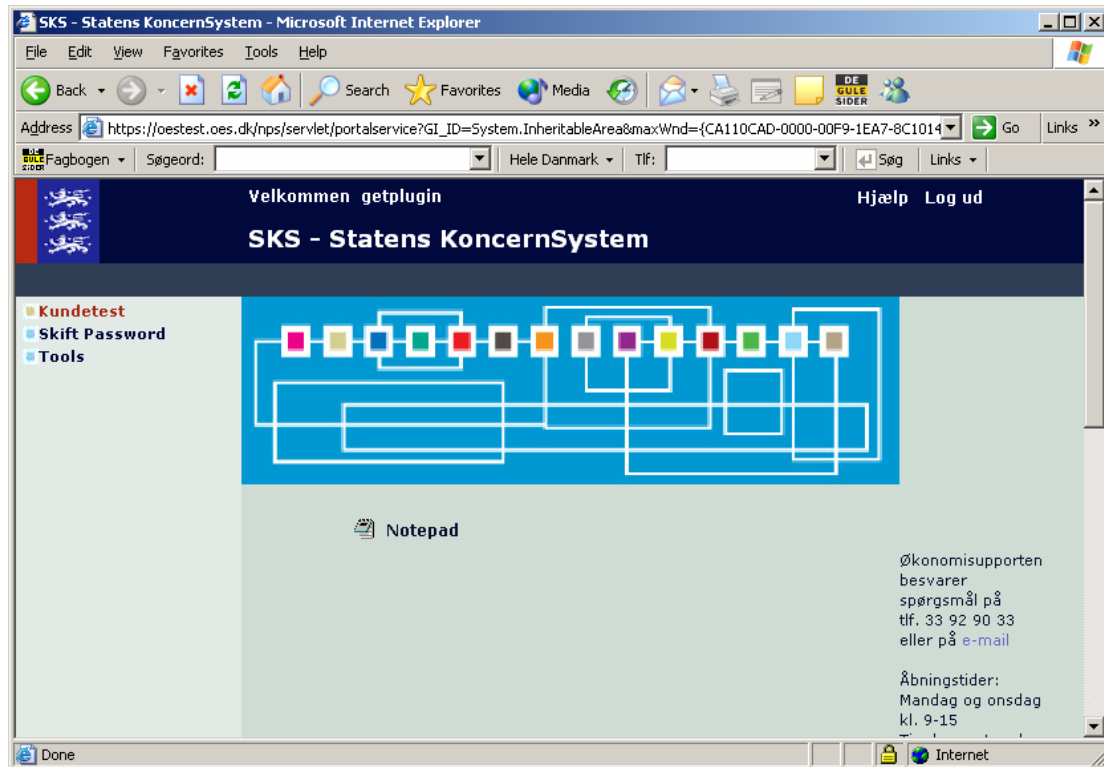 SKS - Statens KoncernSystem - Microsoft Internet Explorer
File Edit View Favorites Tools Help
Back Search Favorites Media DE GULE SIDER
Address https://oestest.oes.dk/nps/servlet/portalservice?GI_ID=System.InheritableArea&maxWnd={CA110CAD-0000-00F9-1EA7-8C1014 Go Links »
DE GULE SIDER Fagbogen Søgeord: Hele Danmark Tlf: Søg Links
Velkommen getplugin Hjælp Log ud
SKS - Statens KoncernSystem
Kundetest
Skift Password
Tools
Notepad
Økonomisupporten
besvarer
spørgsmål på
tlf. 33 92 90 33
eller på e-mail
Åbningstider:
Mandag og onsdag
kl. 9-15
Done Internet